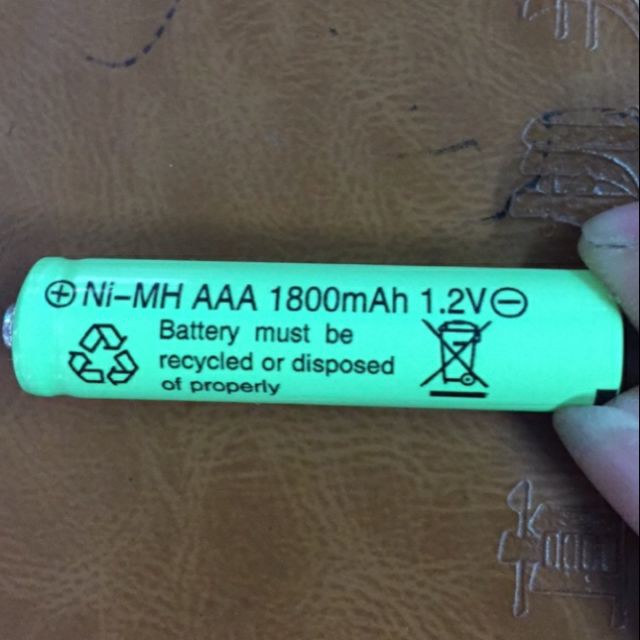 ⊕Ni-MH AAA 1800mAh 1.2V⊖
Battery must be
recycled or disposed
of properly